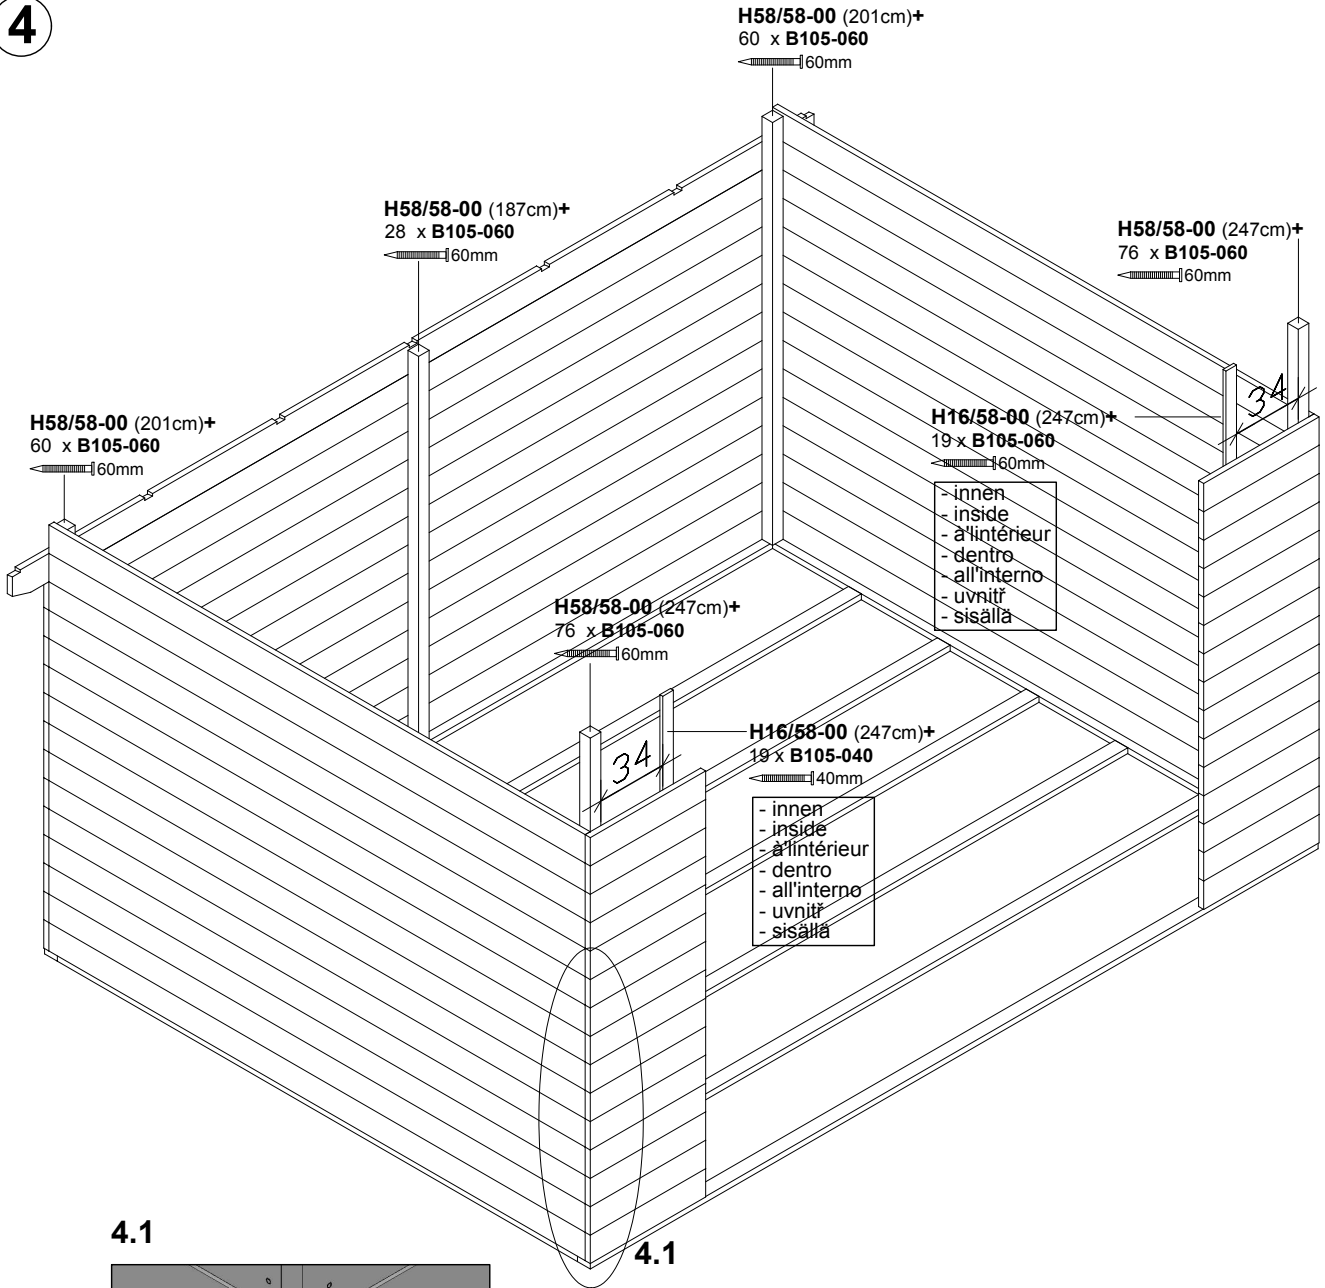 4
H58/58-00 (201cm)+
60 x B105-060
60mm
H58/58-00 (187cm)+
28 x B105-060
60mm
H58/58-00 (247cm)+
76 x B105-060
60mm
34
H58/58-00 (201cm)+
60 x B105-060
60mm
H16/58-00 (247cm)+
19 x B105-060
60mm
- innen
- inside
- à'lintérieur
- dentro
- all'interno
- uvnitř
- sisällä
H58/58-00 (247cm)+
76 x B105-060
60mm
34
H16/58-00 (247cm)+
19 x B105-040
40mm
- innen
- inside
- à'lintérieur
- dentro
- all'interno
- uvnitř
- sisällä
4.1
4.1